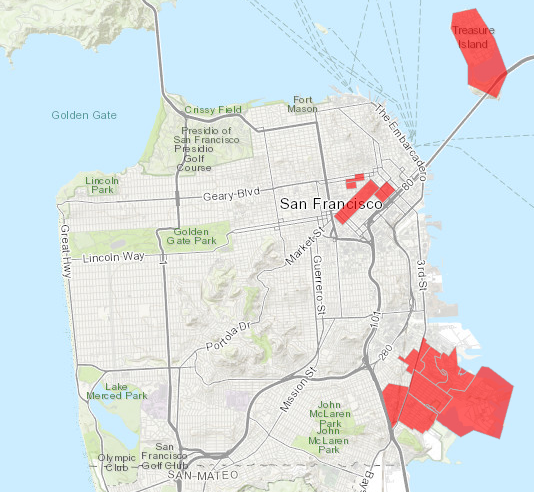 Treasure
Island
Golden Gate
Crissy Field
Fort
Mason
The Embarcadero
Presidio of
San Francisco
Presidio
Golf
Course
Lincoln
Park
Geary-Blvd
80
San Francisco
Golden
Gate Park
Great-Hwy
Lincoln Way
1
Market St
Guerrero St
3rd-St
101
280
Portola Dr
Mission St
Lake
Merced Park
John
McLaren
Park
John
McLaren
Park
Olympic
Club
San
Francisco
Golf Club
SAN-MATEO
Bays